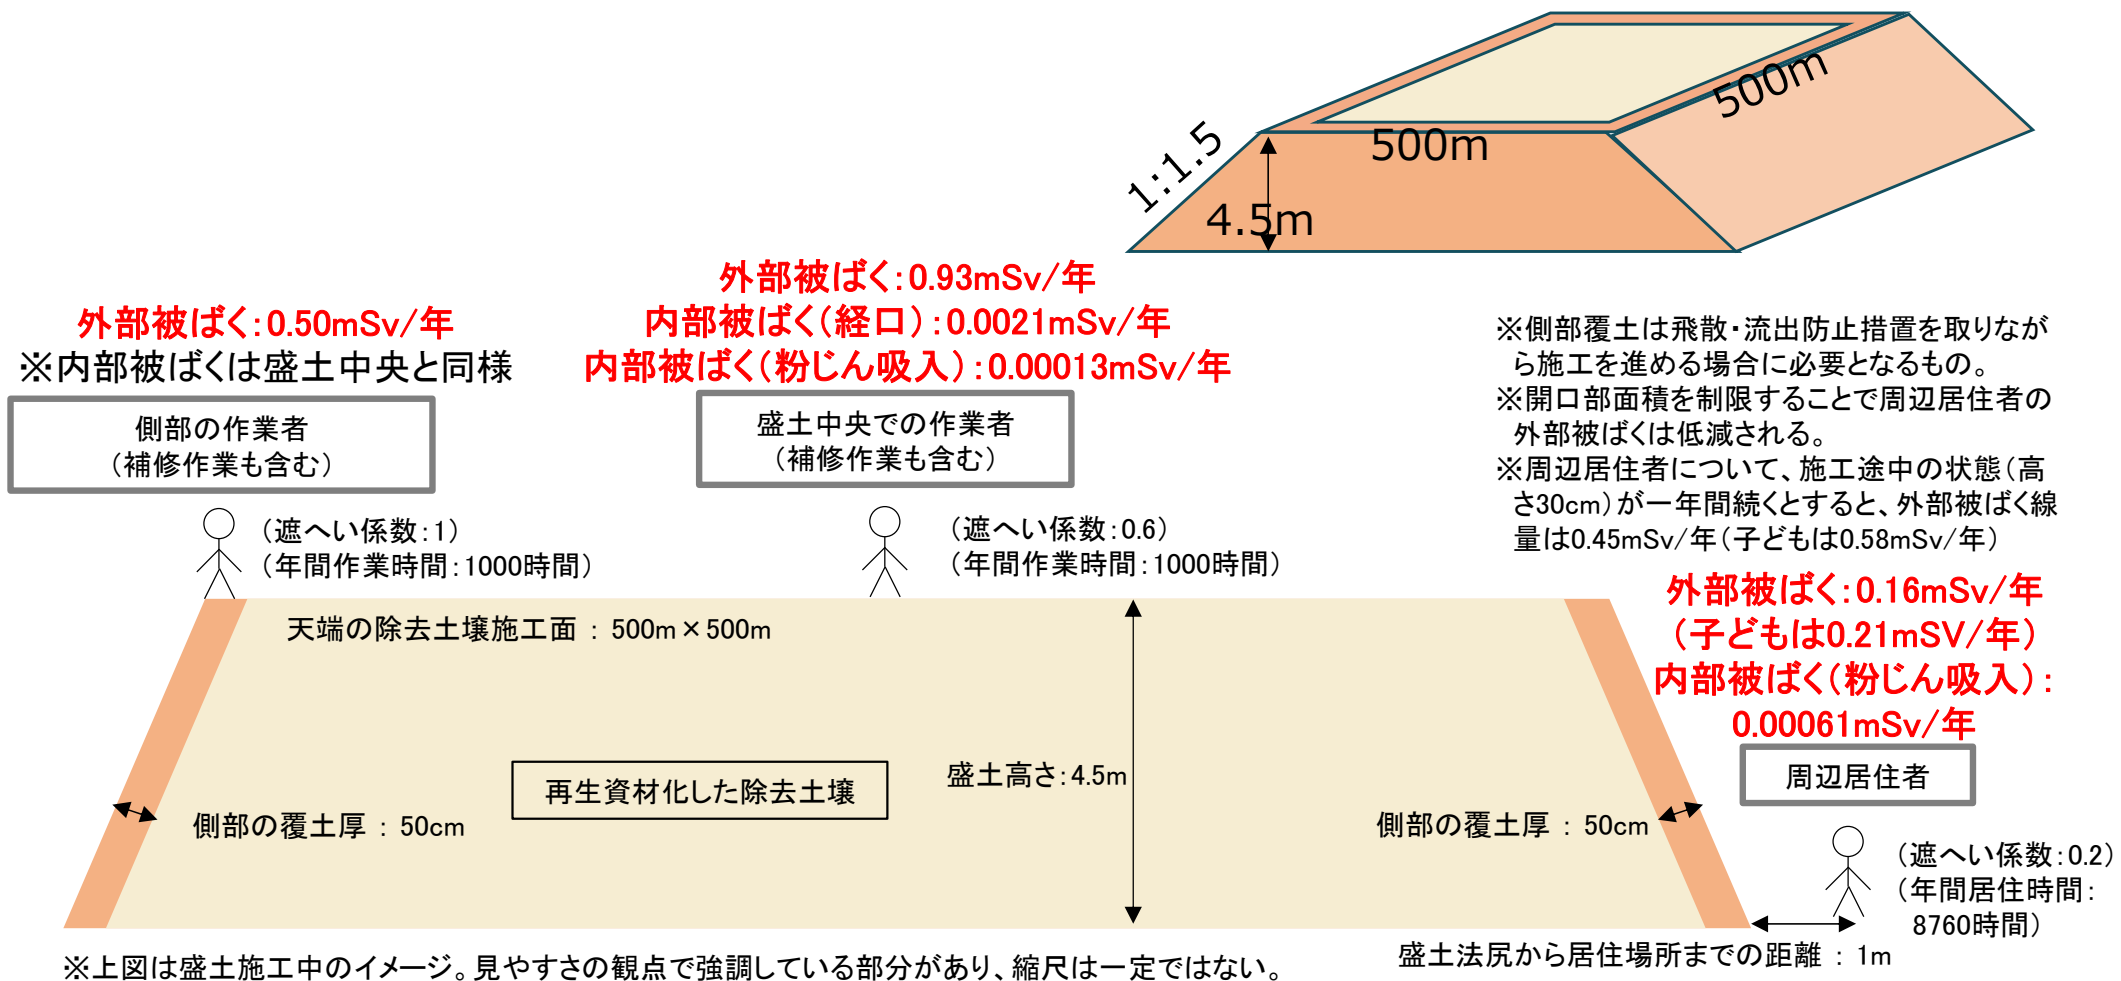 500m
500m
1:1.5
4.5m
外部被ばく:0.93mSv/年
内部被ばく(経口):0.0021mSv/年
内部被ばく(粉じん吸入):0.00013mSv/年
盛土中央での作業者
(補修作業も含む)
(遮へい係数:0.6)
(年間作業時間:1000時間)
外部被ばく:0.50mSv/年
※内部被ばくは盛土中央と同様
側部の作業者
(補修作業も含む)
(遮へい係数:1)
(年間作業時間:1000時間)
※側部覆土は飛散・流出防止措置を取りなが
ら施工を進める場合に必要となるもの。
※開口部面積を制限することで周辺居住者の
外部被ばくは低減される。
※周辺居住者について、施工途中の状態(高
さ30cm)が一年間続くとすると、外部被ばく線
量は0.45mSv/年(子どもは0.58mSv/年)
外部被ばく:0.16mSv/年
(子どもは0.21mSV/年)
内部被ばく(粉じん吸入):
0.00061mSv/年
周辺居住者
(遮へい係数:0.2)
(年間居住時間:
8760時間)
天端の除去土壌施工面 : 500m×500m
再生資材化した除去土壌
盛土高さ:4.5m
側部の覆土厚 : 50cm
側部の覆土厚 : 50cm
盛土法尻から居住場所までの距離 : 1m
※上図は盛土施工中のイメージ。見やすさの観点で強調している部分があり、縮尺は一定ではない。